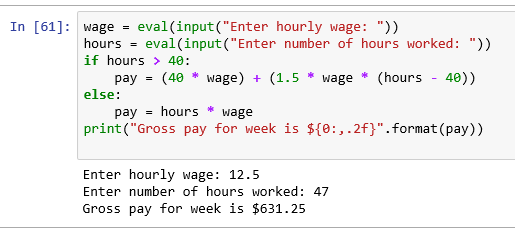 In [61]: wage = eval(input("Enter hourly wage: "))
hours = eval(input("Enter number of hours worked: "))
if hours > 40:
    pay = (40 * wage) + (1.5 * wage * (hours - 40))
else:
    pay = hours * wage
print("Gross pay for week is ${0:,.2f}".format(pay))
Enter hourly wage: 12.5
Enter number of hours worked: 47
Gross pay for week is $631.25